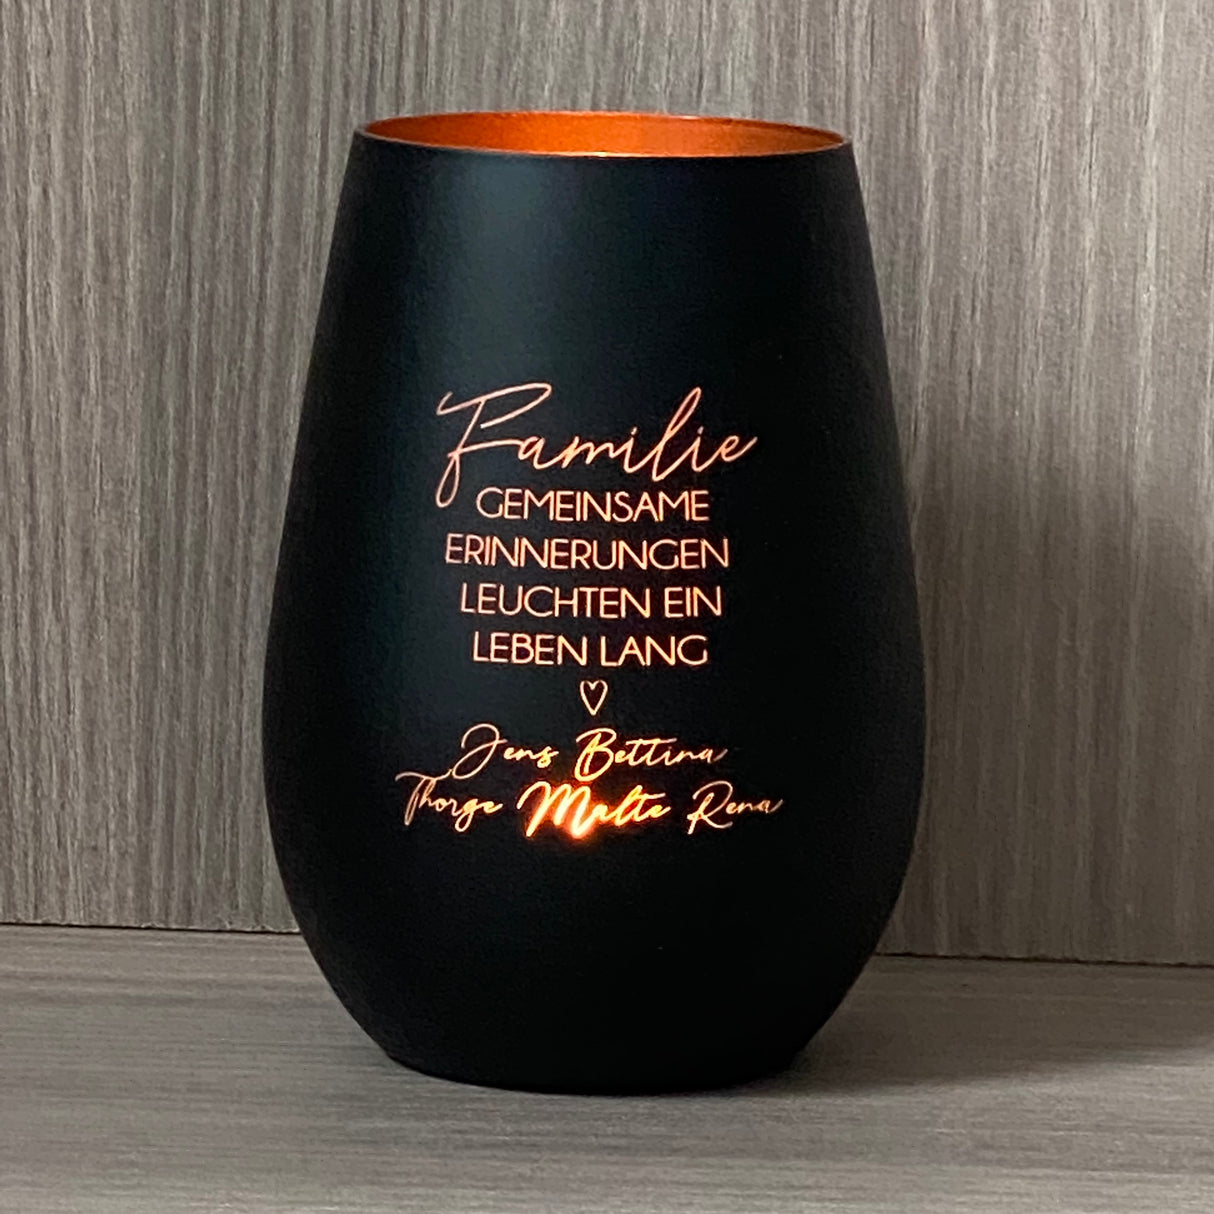 Familie
GEMEINSAME
ERINNERUNGEN
LEUCHTEN EIN
LEBEN LANG
Jens Bettina
Thorge Malte Rena